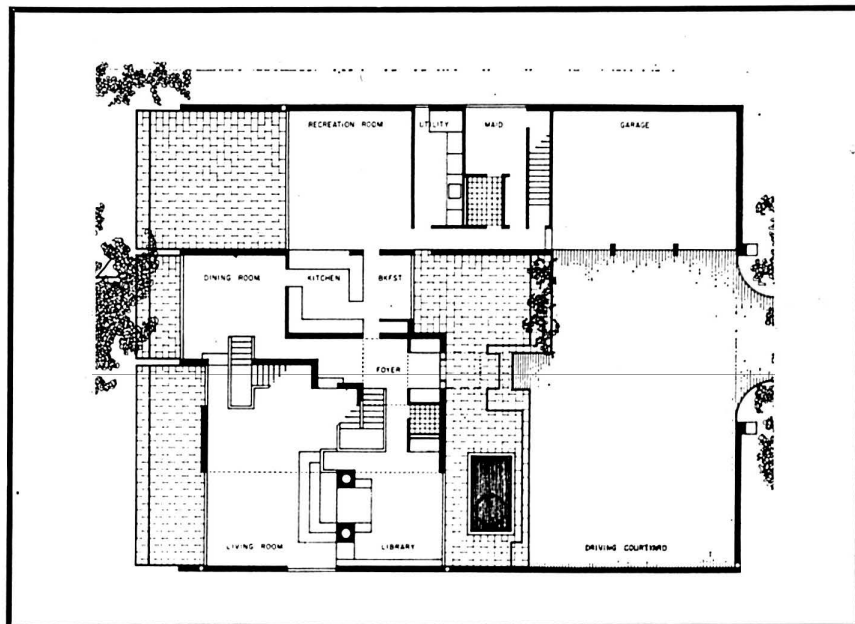 RECREATION ROOM
UTILITY
MAID
GARAGE
DINING ROOM
KITCHEN
BKFST
FOYER
LIVING ROOM
LIBRARY
DRIVING COURTYARD